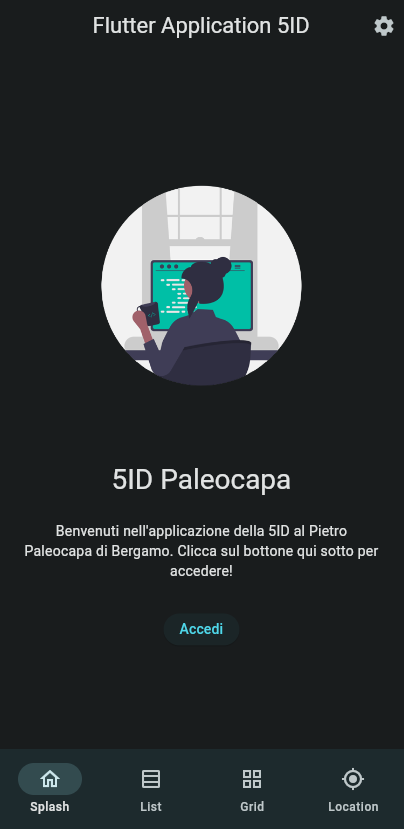 Flutter Application 5ID
5ID Paleocapa
Benvenuti nell'applicazione della 5ID al Pietro
Paleocapa di Bergamo. Clicca sul bottone qui sotto per
accedere!
Accedi
Splash
List
Grid
Location